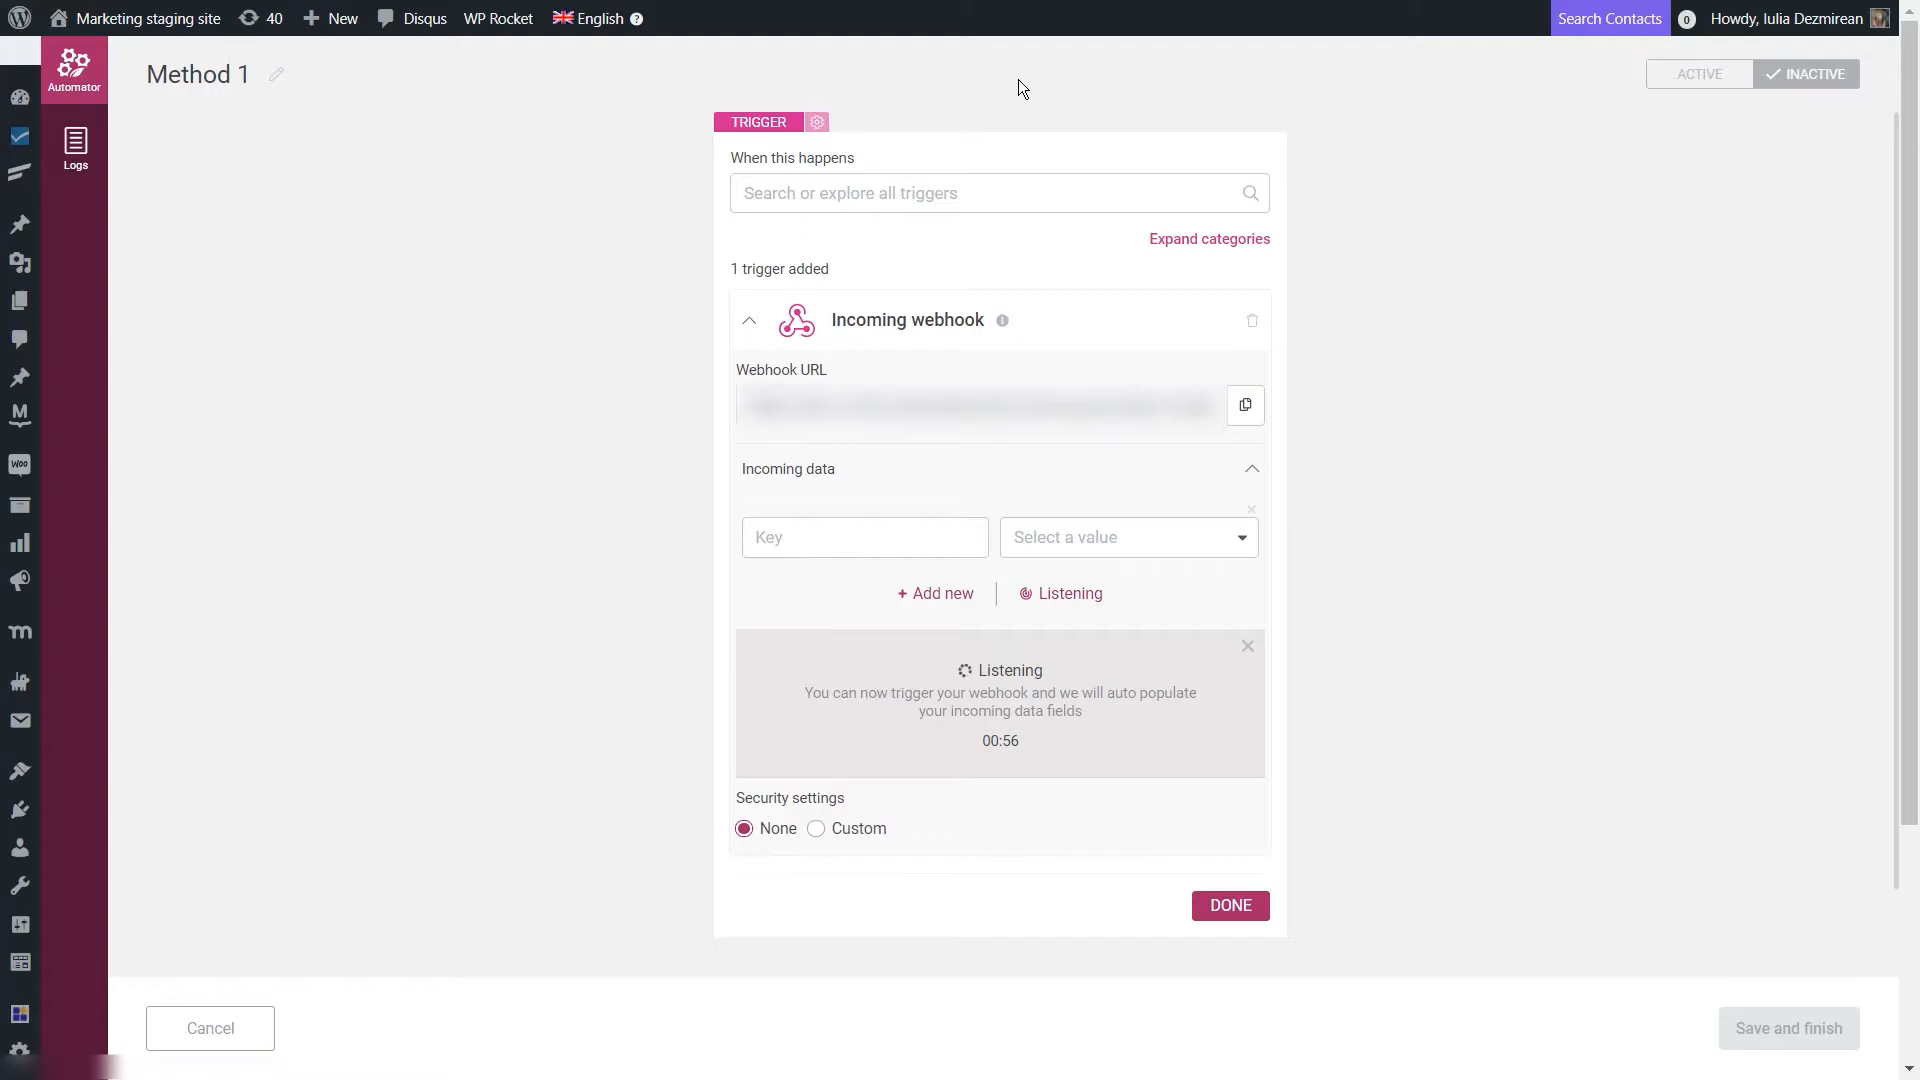 Marketing staging site 40 New Disqus WP Rocket English ? Search Contacts 0 Howdy, Iulia Dezmirean
Automator
Logs
Method 1
ACTIVE INACTIVE
TRIGGER
When this happens
Search or explore all triggers
Expand categories
1 trigger added
Incoming webhook
Webhook URL
Incoming data
Key Select a value
+ Add new Listening
Listening
You can now trigger your webhook and we will auto populate
your incoming data fields
00:56
Security settings
None Custom
DONE
Cancel Save and finish
WOO